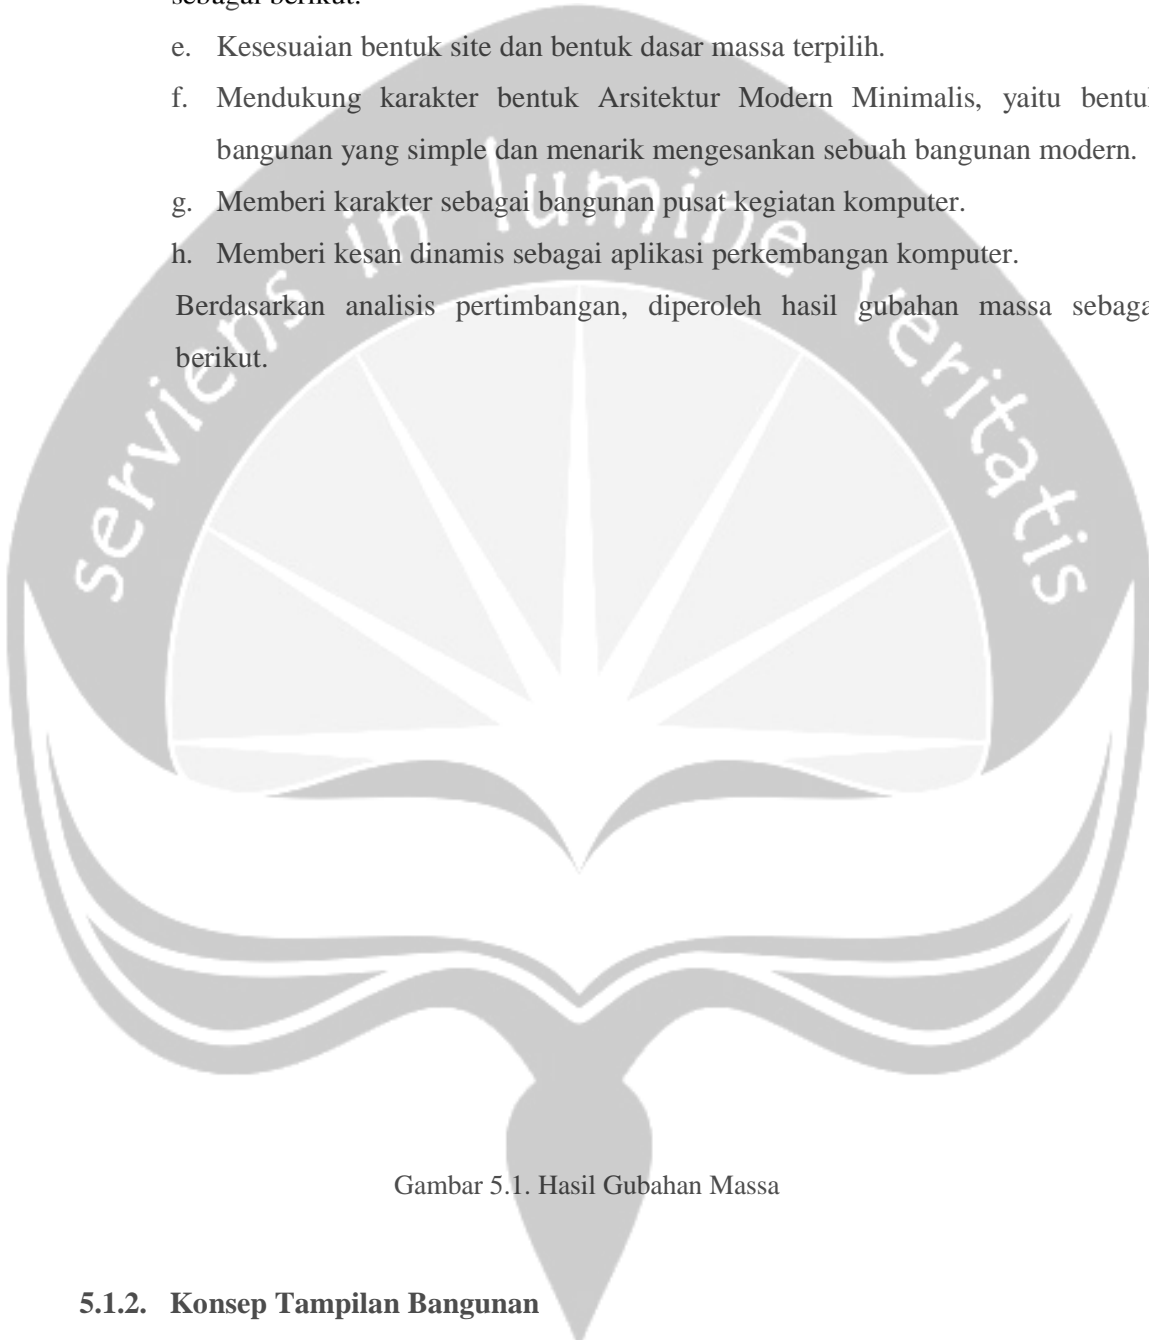 sebagai berikut.
e. Kesesuaian bentuk site dan bentuk dasar massa terpilih.
f. Mendukung karakter bentuk Arsitektur Modern Minimalis, yaitu
bangunan yang simple dan menarik mengesankan sebuah bangunan modern.
g. Memberi karakter sebagai bangunan pusat kegiatan komputer.
h. Memberi kesan dinamis sebagai aplikasi perkembangan komputer.
Berdasarkan analisis pertimbangan, diperoleh hasil gubahan massa
berikut.
serviens in lumine veritatis
Gambar 5.1. Hasil Gubahan Massa
5.1.2. Konsep Tampilan Bangunan